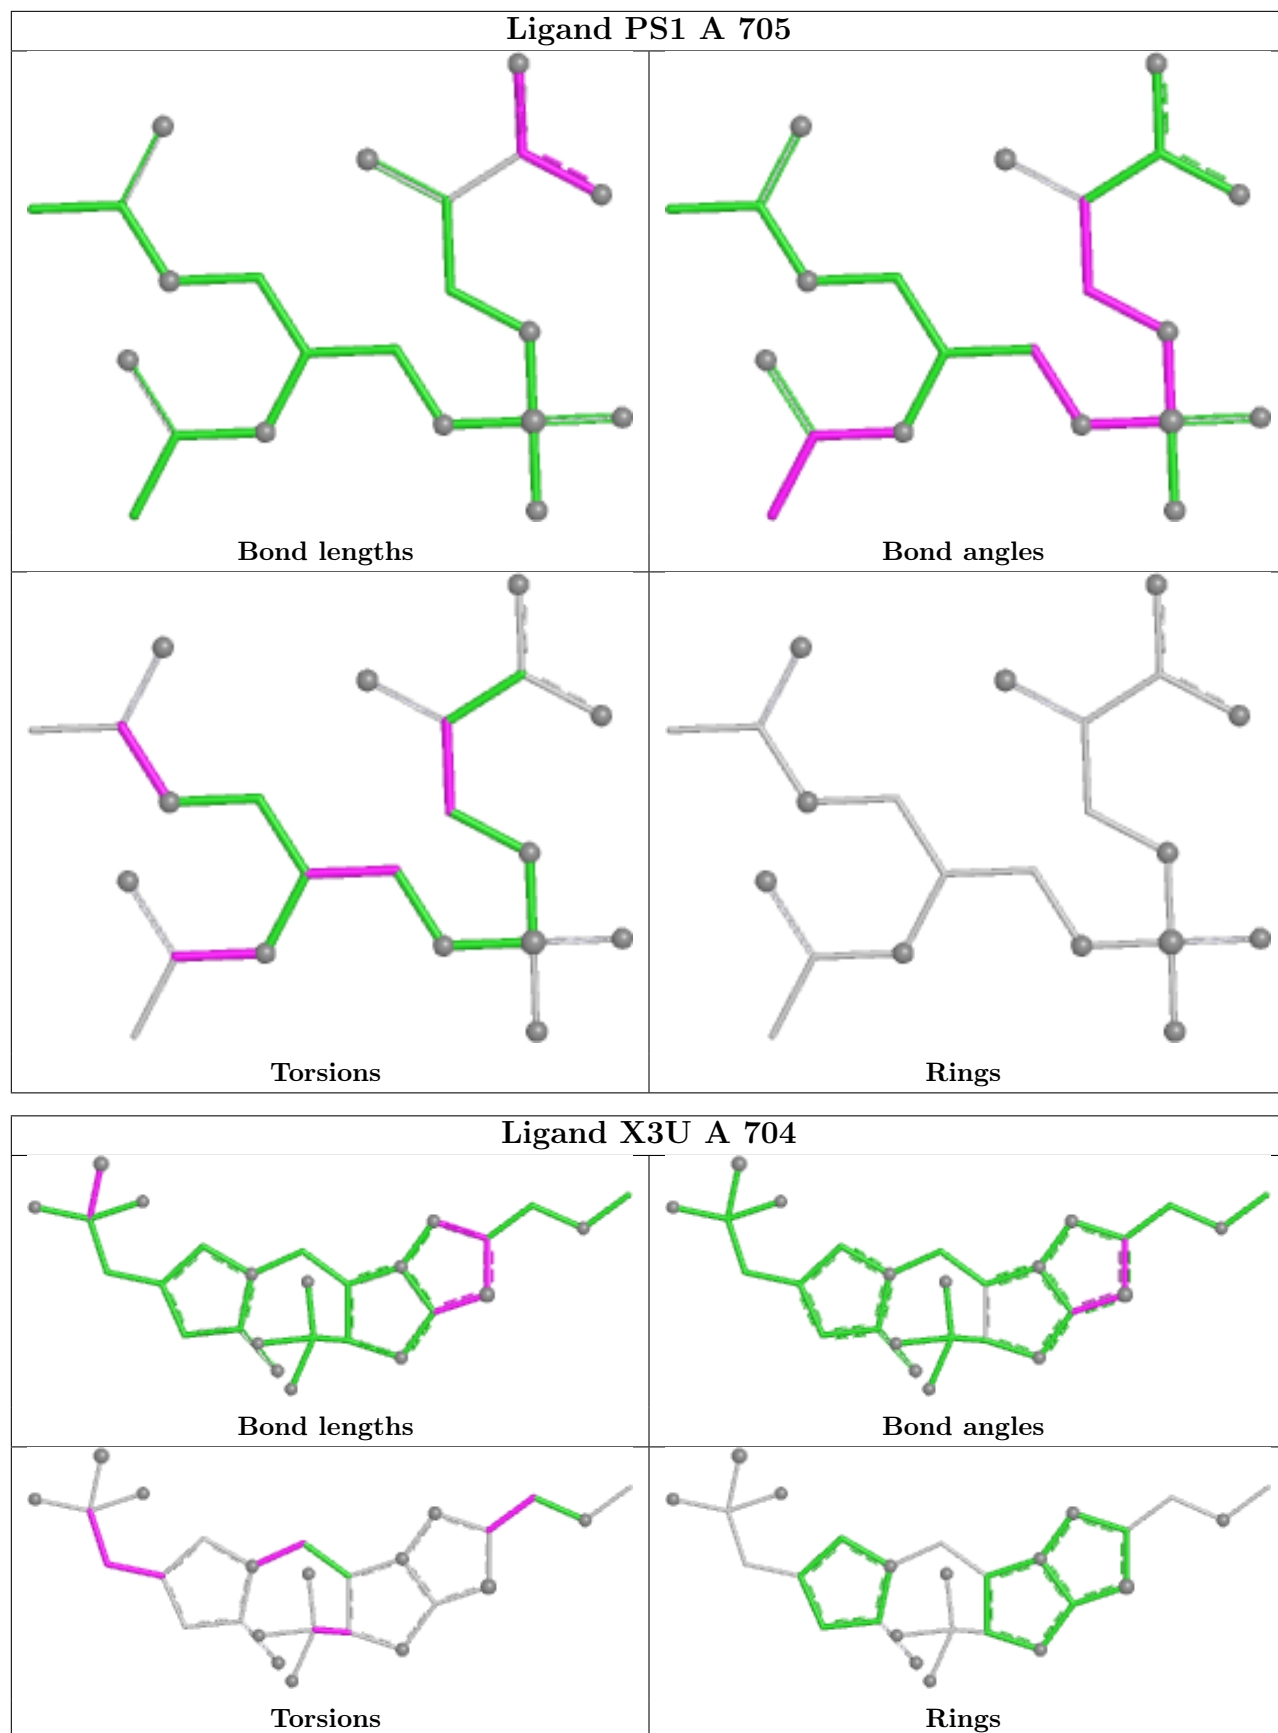 Ligand PS1 A 705
Bond lengths
Bond angles
Torsions
Rings
Ligand X3U A 704
Bond lengths
Bond angles
Torsions
Rings